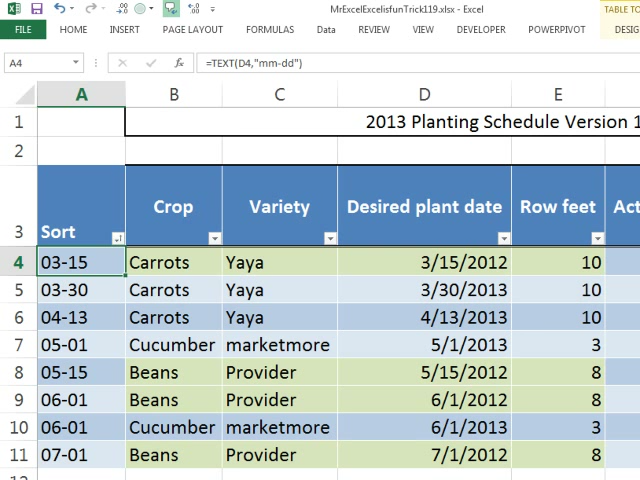 MrExcelExcelisfunTrick119.xlsx - Excel
TABLE TO
FILE HOME INSERT PAGE LAYOUT FORMULAS Data REVIEW VIEW DEVELOPER POWERPIVOT DESIG
A4 fx =TEXT(D4,"mm-dd")
A B C D E
1 2013 Planting Schedule Version 1
2
3 Sort Crop Variety Desired plant date Row feet Act
4 03-15 Carrots Yaya 3/15/2012 10
5 03-30 Carrots Yaya 3/30/2013 10
6 04-13 Carrots Yaya 4/13/2013 10
7 05-01 Cucumber marketmore 5/1/2013 3
8 05-15 Beans Provider 5/15/2012 8
9 06-01 Beans Provider 6/1/2012 8
10 06-01 Cucumber marketmore 6/1/2013 3
11 07-01 Beans Provider 7/1/2012 8
12